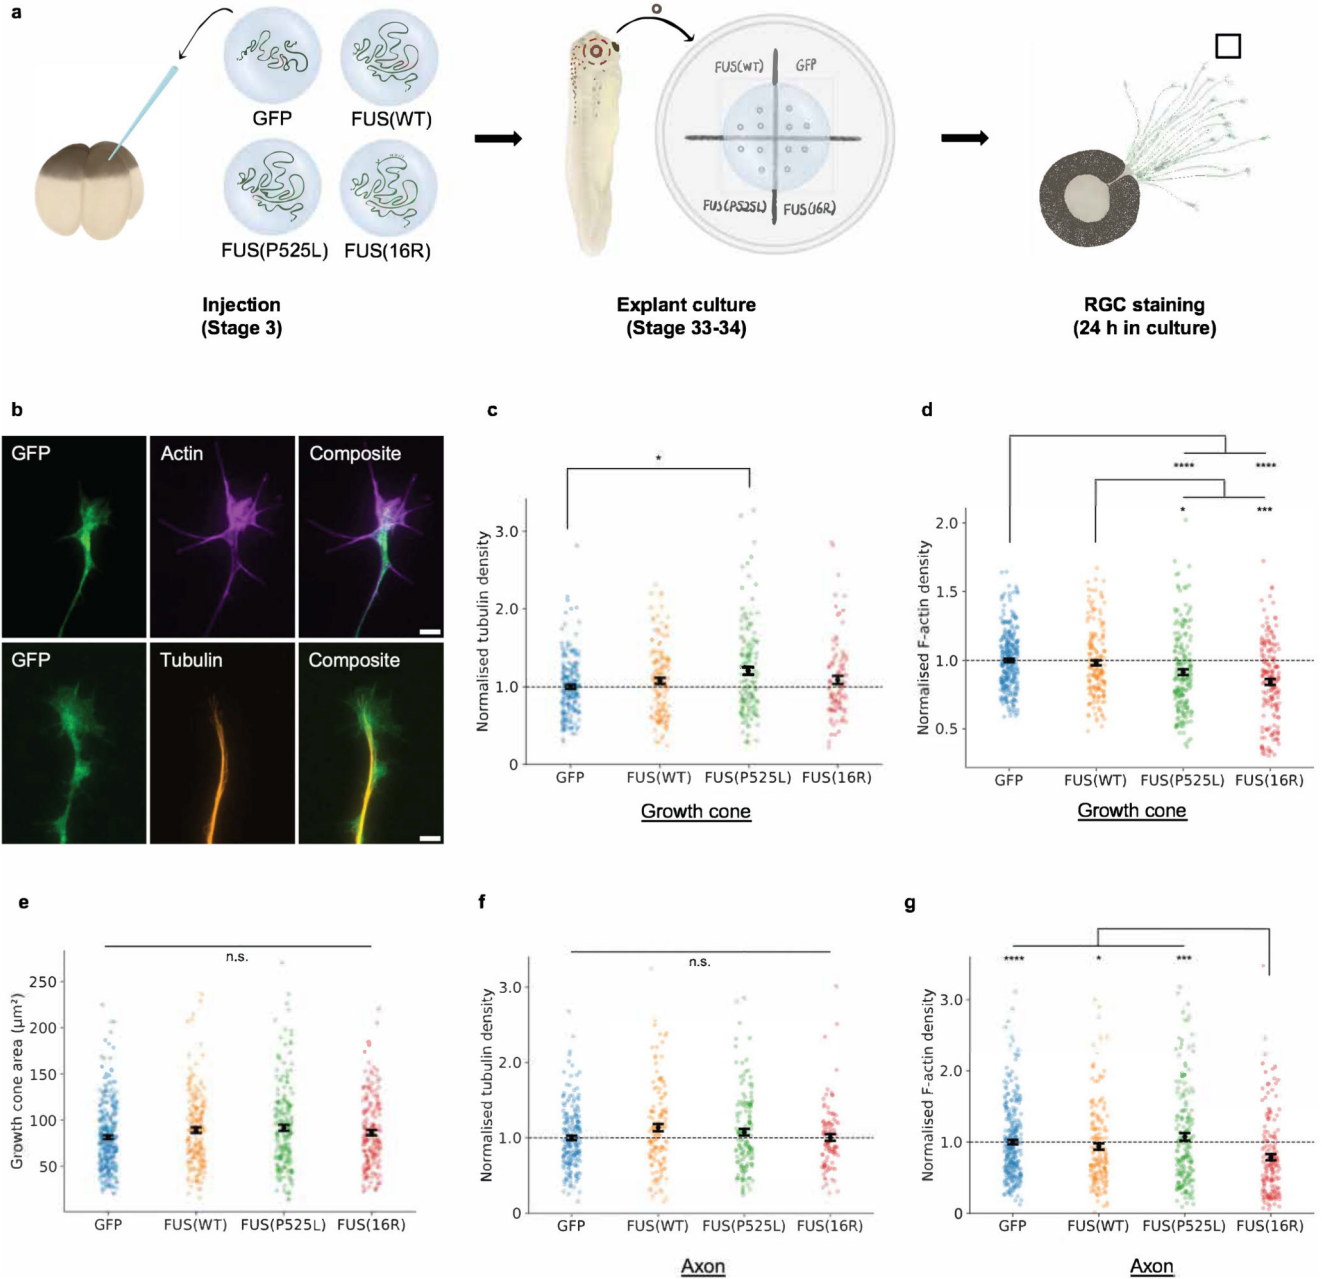 a
GFP
FUS(WT)
FUS(P525L)
FUS(16R)
FUS(WT)
GFP
FUS(P525L)
FUS(16R)
Injection
(Stage 3)
Explant culture
(Stage 33-34)
RGC staining
(24 h in culture)
b
GFP
Actin
Composite
GFP
Tubulin
Composite
c
*
Normalised tubulin density
3.0
2.0
1.0
0
GFP
FUS(WT)
FUS(P525L)
FUS(16R)
Growth cone
d
****
****
*
***
Normalised F-actin density
2.0
1.5
1.0
0.5
GFP
FUS(WT)
FUS(P525L)
FUS(16R)
Growth cone
e
n.s.
Growth cone area (μm²)
250
200
150
100
50
GFP
FUS(WT)
FUS(P525L)
FUS(16R)
f
n.s.
Normalised tubulin density
3.0
2.0
1.0
0
GFP
FUS(WT)
FUS(P525L)
FUS(16R)
Axon
g
****
*
***
Normalised F-actin density
3.0
2.0
1.0
0
GFP
FUS(WT)
FUS(P525L)
FUS(16R)
Axon